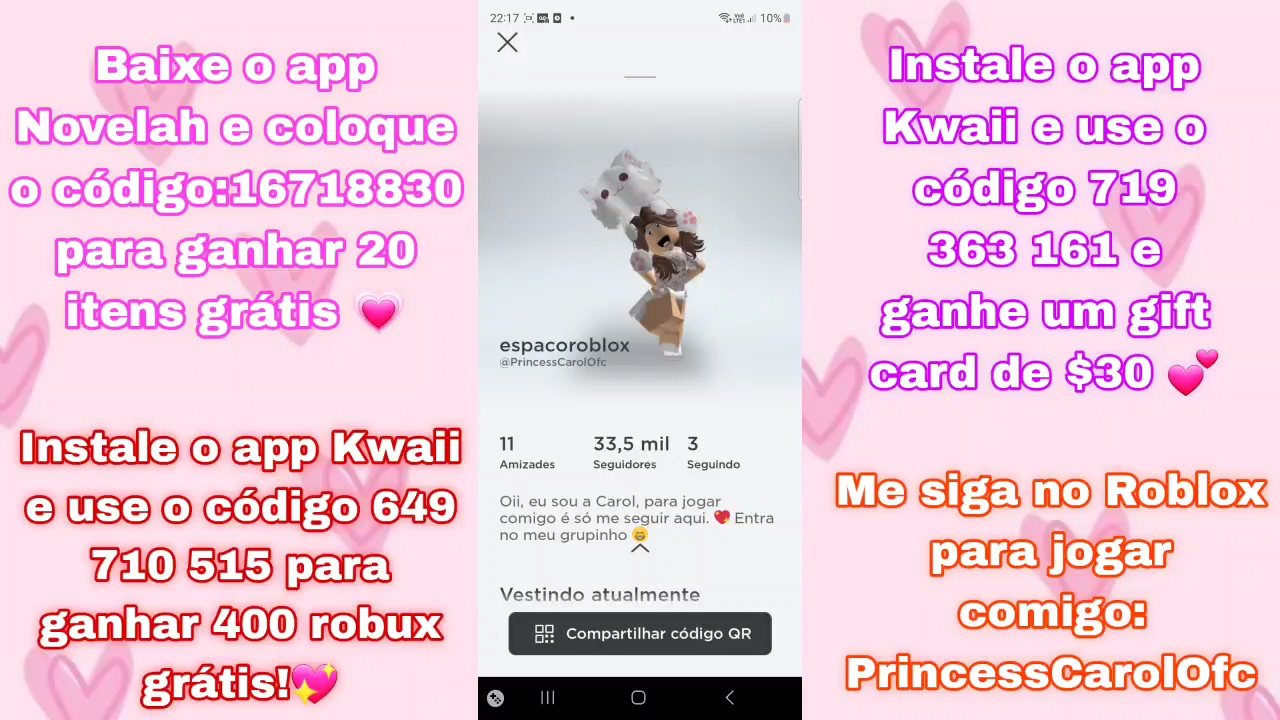 Baixe o app
Novelah e coloque
o código:16718830
para ganhar 20
itens grátis 💗
Instale o app Kwaii
e use o código 649
710 515 para
ganhar 400 robux
grátis!💖
22:17
10%
espacoroblox
@PrincessCarolOfc
11 33,5 mil 3
Amizades Seguidores Seguindo
Oii, eu sou a Carol, para jogar
comigo é só me seguir aqui. 💖 Entra
no meu grupinho 😁
Vestindo atualmente
Compartilhar código QR
Instale o app
Kwaii e use o
código 719
363 161 e
ganhe um gift
card de $30 💕
Me siga no Roblox
para jogar
comigo:
PrincessCarolOfc